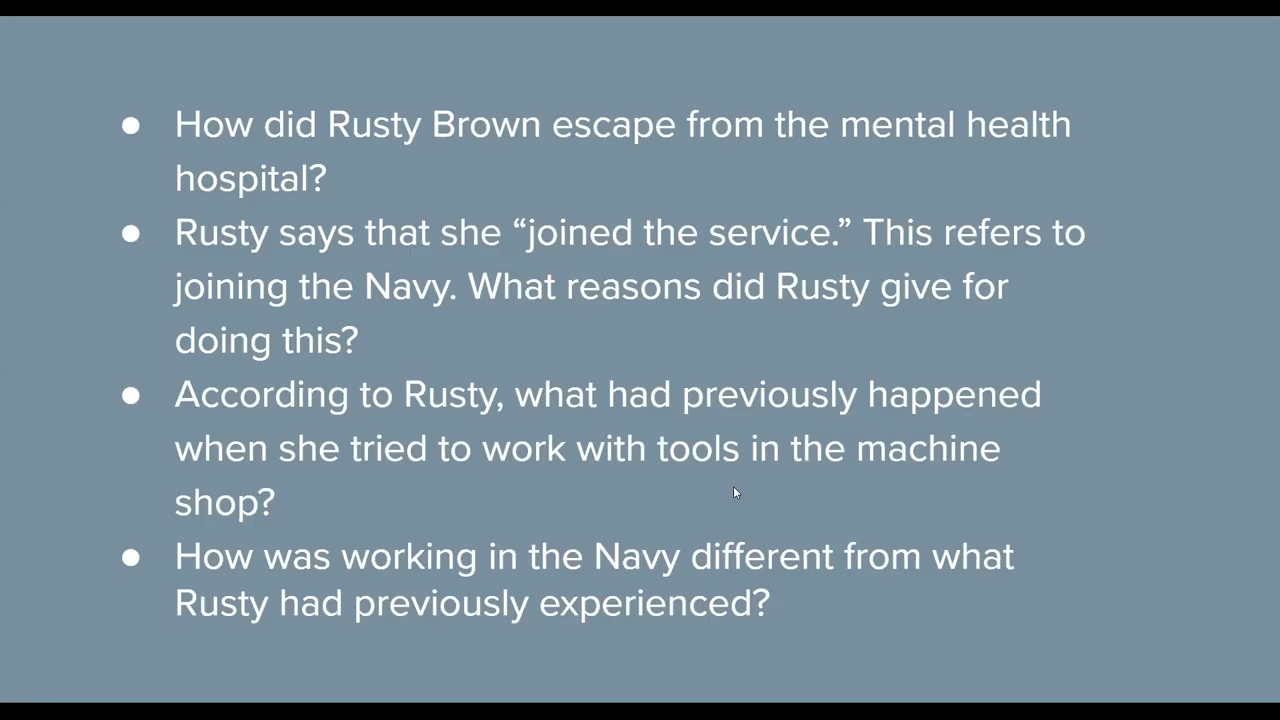 ● How did Rusty Brown escape from the mental health
hospital?
● Rusty says that she “joined the service.” This refers to
joining the Navy. What reasons did Rusty give for
doing this?
● According to Rusty, what had previously happened
when she tried to work with tools in the machine
shop?
● How was working in the Navy different from what
Rusty had previously experienced?